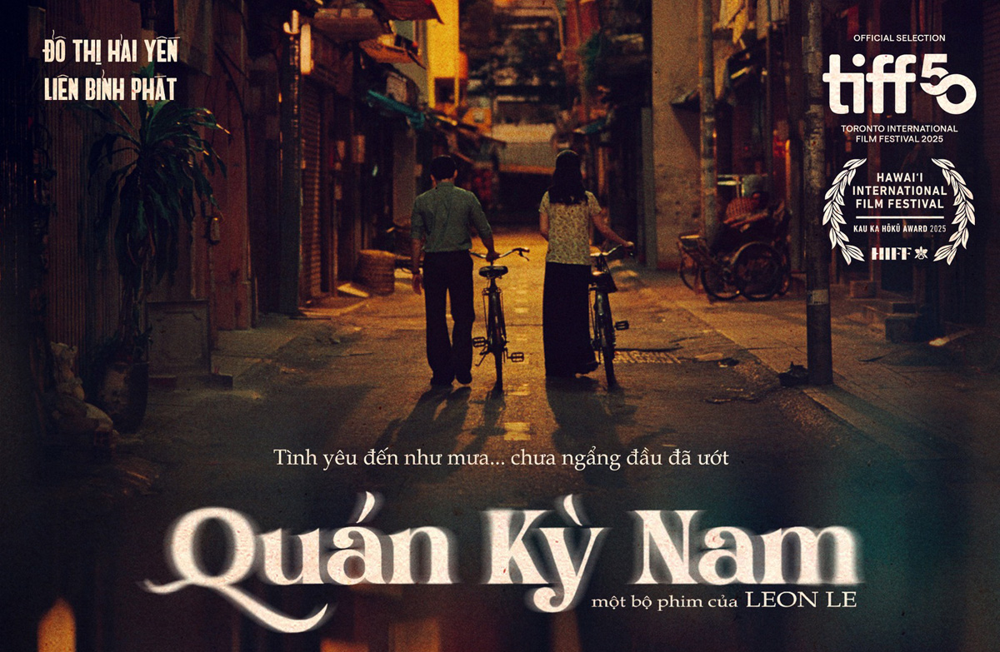 ĐỖ THỊ HẢI YẾN
LIÊN BỈNH PHÁT
OFFICIAL SELECTION
tiff50
TORONTO INTERNATIONAL
FILM FESTIVAL 2025
HAWAI‘I
INTERNATIONAL
FILM FESTIVAL
KAU KA HŌKŪ AWARD 2025
HIFF
Tình yêu đến như mưa... chưa ngẩng đầu đã ướt
Quán Kỳ Nam
một bộ phim của LEON LE